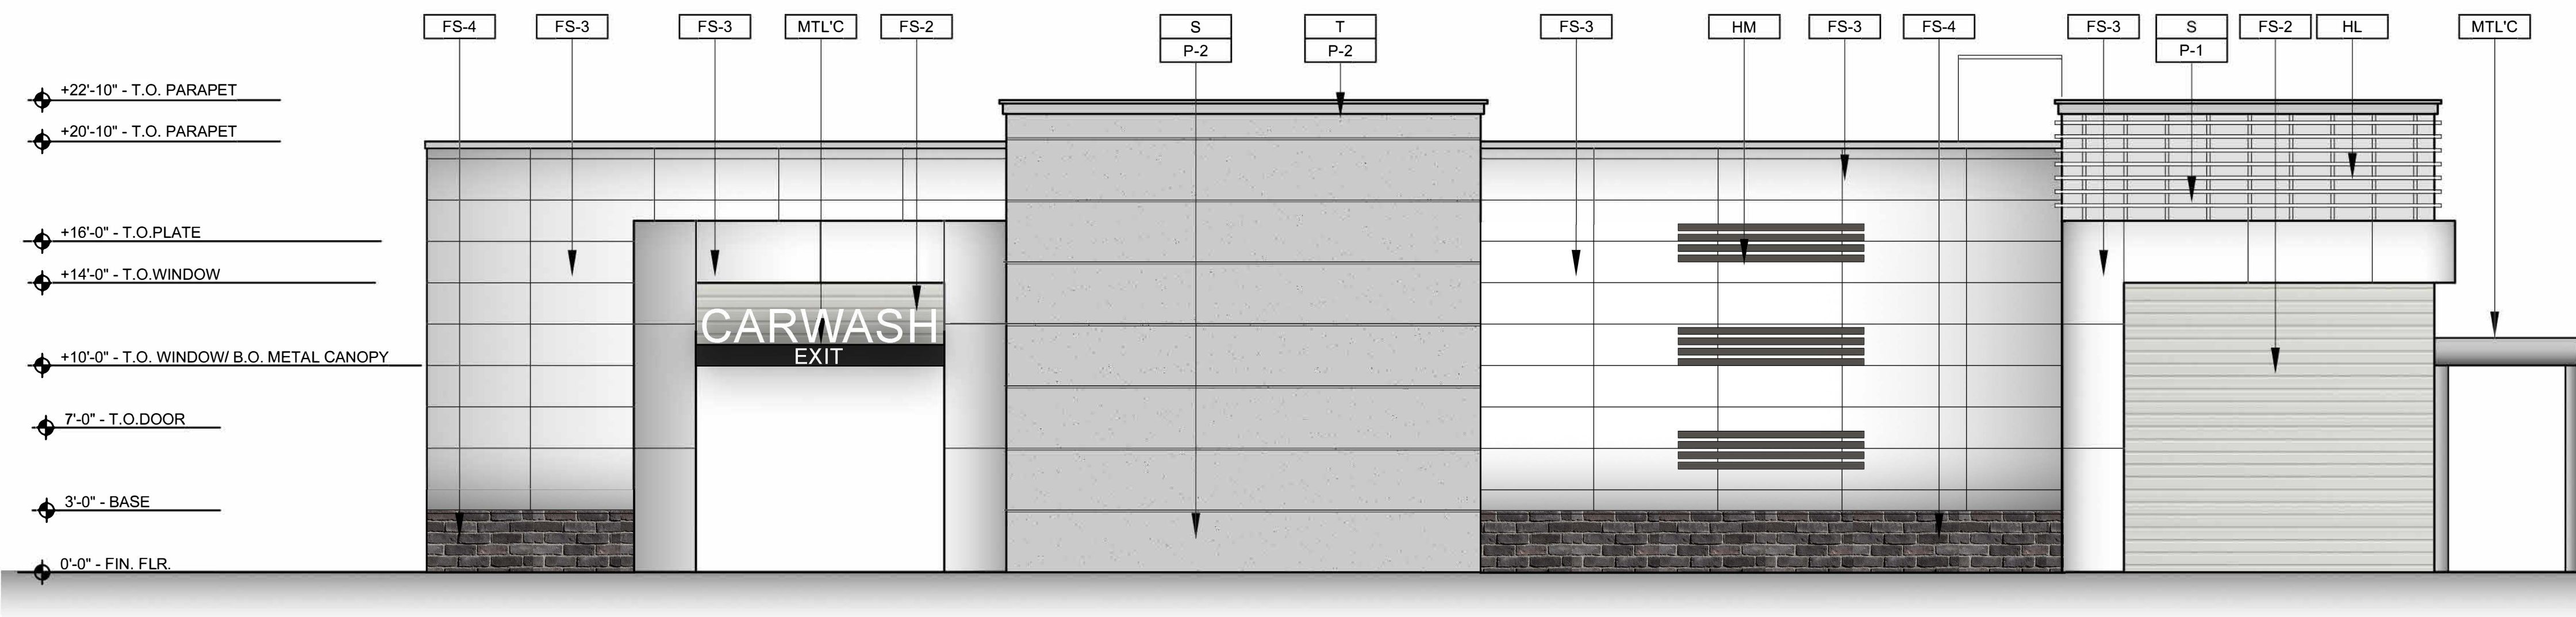 FS-4
FS-3
FS-3
MTL'C
FS-2
S
P-2
T
P-2
FS-3
HM
FS-3
FS-4
FS-3
S
P-1
FS-2
HL
MTL'C
+22'-10" - T.O. PARAPET
+20'-10" - T.O. PARAPET
+16'-0" - T.O.PLATE
+14'-0" - T.O.WINDOW
+10'-0" - T.O. WINDOW/ B.O. METAL CANOPY
7'-0" - T.O.DOOR
3'-0" - BASE
0'-0" - FIN. FLR.
CARWASH
EXIT